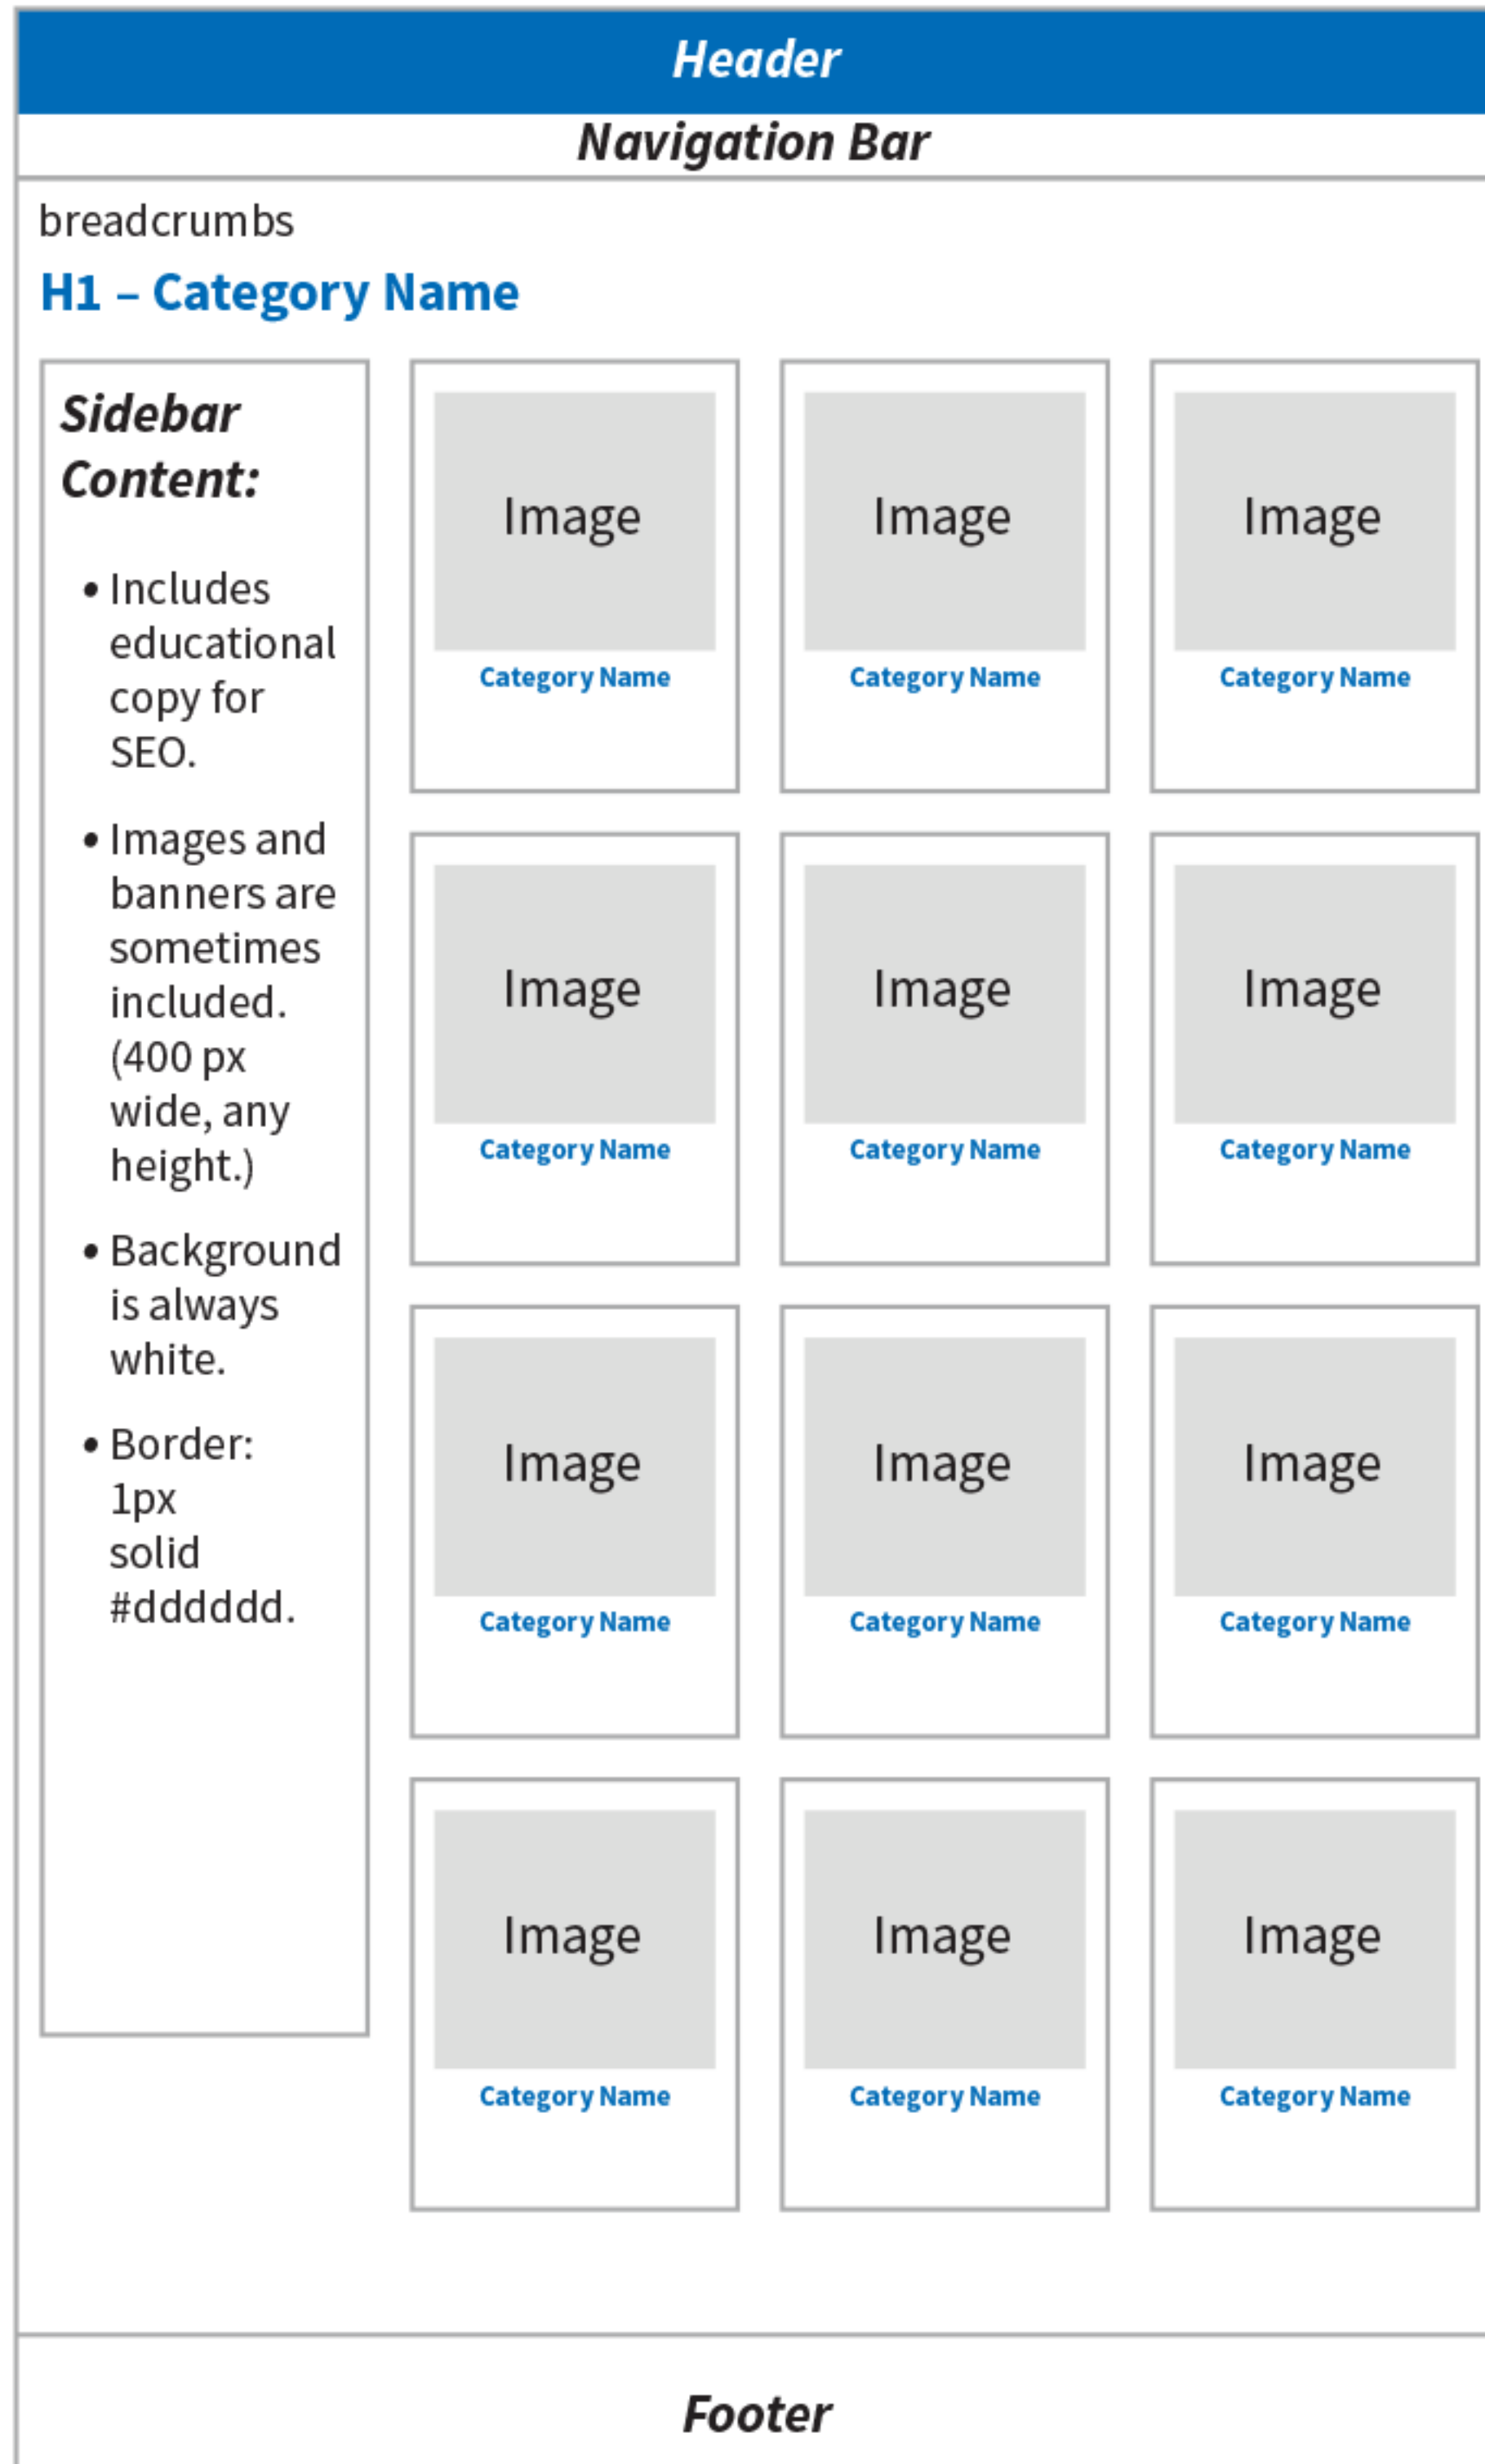 Header
Navigation Bar
breadcrumbs
H1 – Category Name
Sidebar
Content:
• Includes
educational
copy for
SEO.
• Images and
banners are
sometimes
included.
(400 px
wide, any
height.)
• Background
is always
white.
• Border:
1px
solid
#dddddd.
Image
Image
Image
Category Name
Category Name
Category Name
Image
Image
Image
Category Name
Category Name
Category Name
Image
Image
Image
Category Name
Category Name
Category Name
Image
Image
Image
Category Name
Category Name
Category Name
Footer